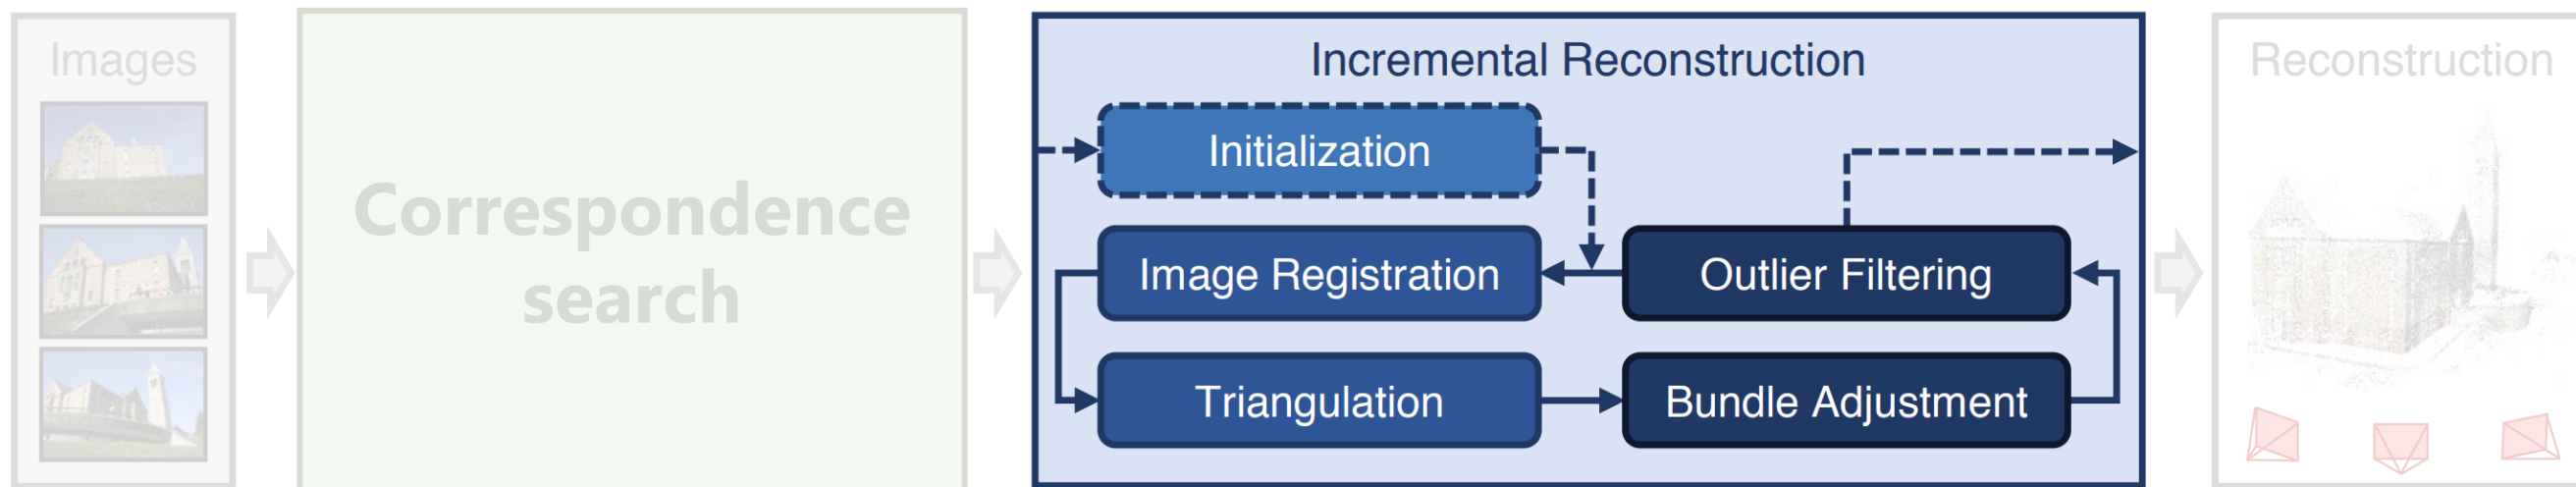 Images
Correspondence
search
Incremental Reconstruction
Initialization
Image Registration
Outlier Filtering
Triangulation
Bundle Adjustment
Reconstruction